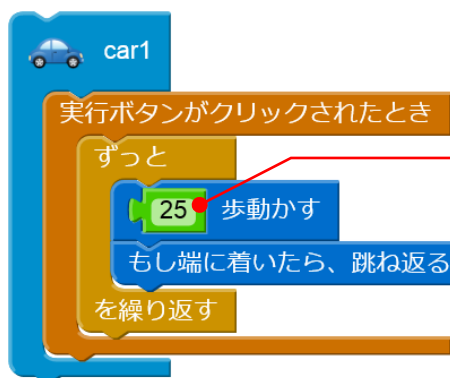 car1
実行ボタンがクリックされたとき
ずっと
25 歩動かす
もし端に着いたら、跳ね返る
を繰り返す